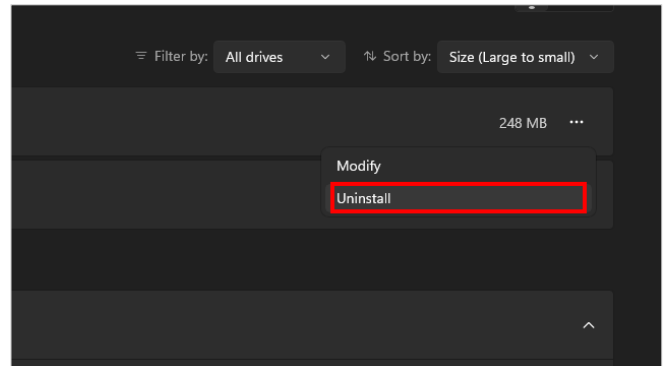 Filter by: All drives Sort by: Size (Large to small)
248 MB
Modify
Uninstall